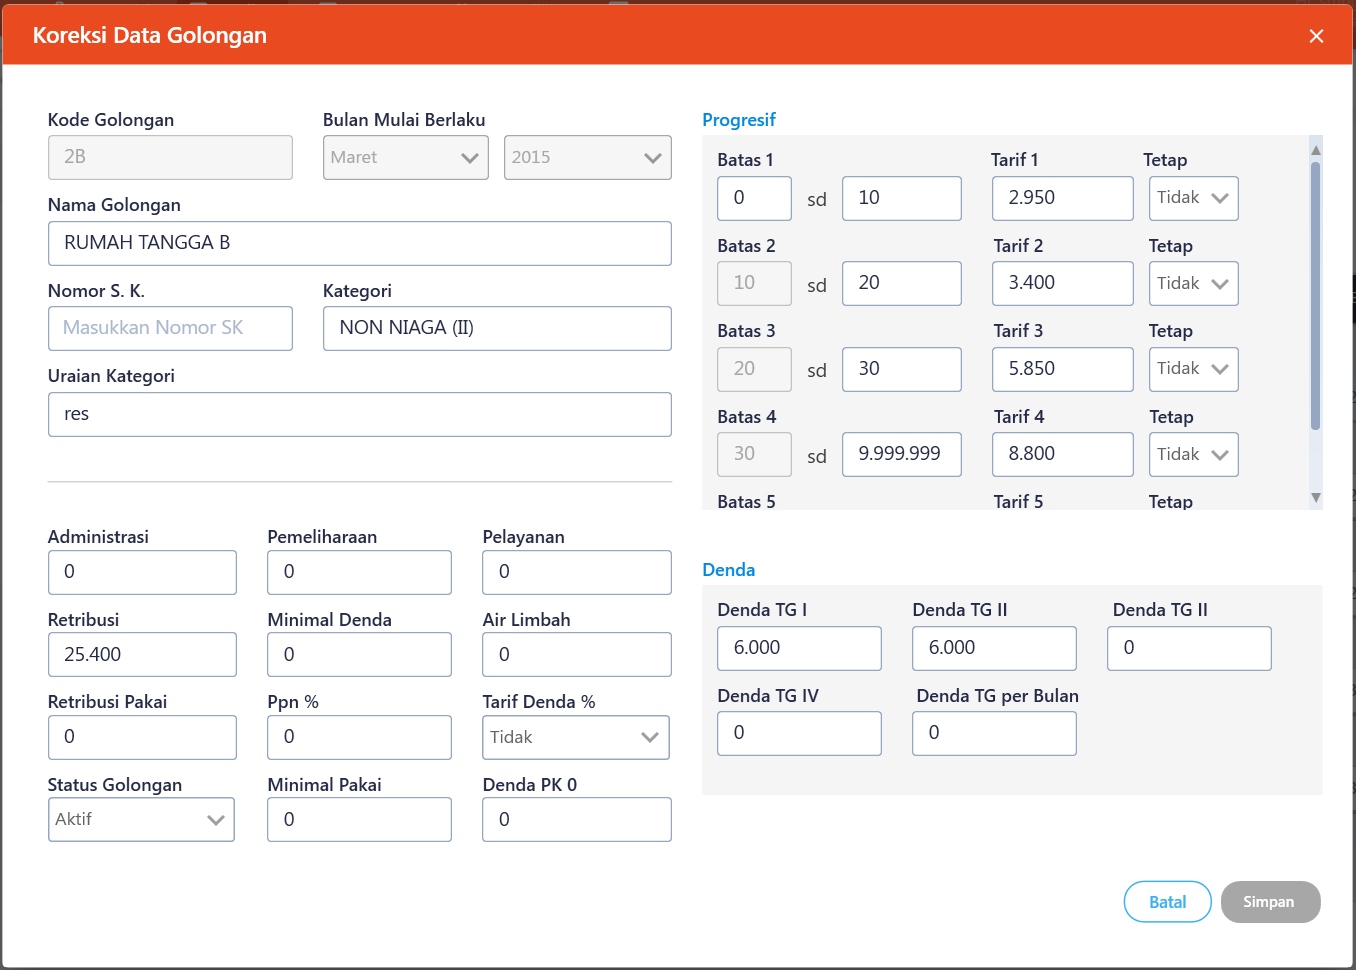 Koreksi Data Golongan
Kode Golongan
Bulan Mulai Berlaku
2B
Maret
2015
Nama Golongan
RUMAH TANGGA B
Nomor S. K.
Kategori
Masukkan Nomor SK
NON NIAGA (II)
Uraian Kategori
res
Administrasi
Pemeliharaan
Pelayanan
0
0
0
Retribusi
Minimal Denda
Air Limbah
25.400
0
0
Retribusi Pakai
Ppn %
Tarif Denda %
0
0
Tidak
Status Golongan
Minimal Pakai
Denda PK 0
Aktif
0
0
Progresif
Batas 1
Tarif 1
Tetap
0 sd 10
2.950
Tidak
Batas 2
Tarif 2
Tetap
10 sd 20
3.400
Tidak
Batas 3
Tarif 3
Tetap
20 sd 30
5.850
Tidak
Batas 4
Tarif 4
Tetap
30 sd 9.999.999
8.800
Tidak
Batas 5
Tarif 5
Tetap
Denda
Denda TG I
Denda TG II
Denda TG II
6.000
6.000
0
Denda TG IV
Denda TG per Bulan
0
0
Batal
Simpan